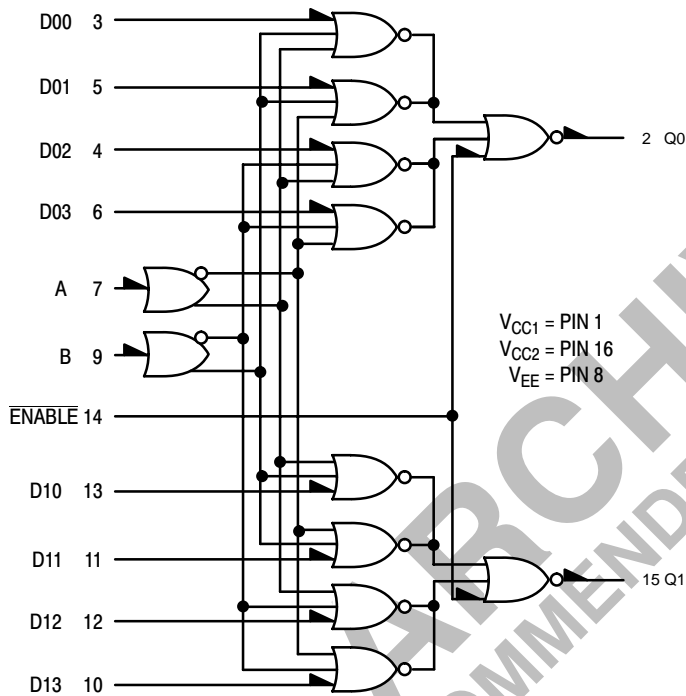 D00 3
D01 5
D02 4
2 Q0
D03 6
A 7
B 9
VCC1 = PIN 1
VCC2 = PIN 16
VEE = PIN 8
ENABLE 14
D10 13
D11 11
15 Q1
D12 12
D13 10